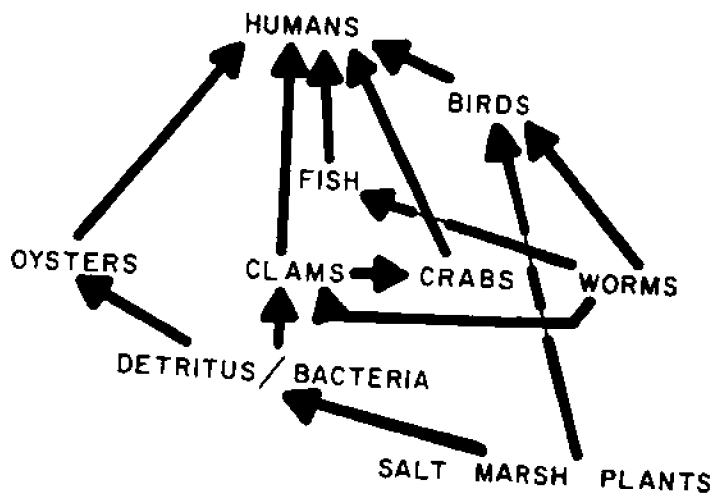 HUMANS
BIRDS
FISH
OYSTERS
CLAMS
CRABS
WORMS
DETRITUS/BACTERIA
SALT MARSH PLANTS